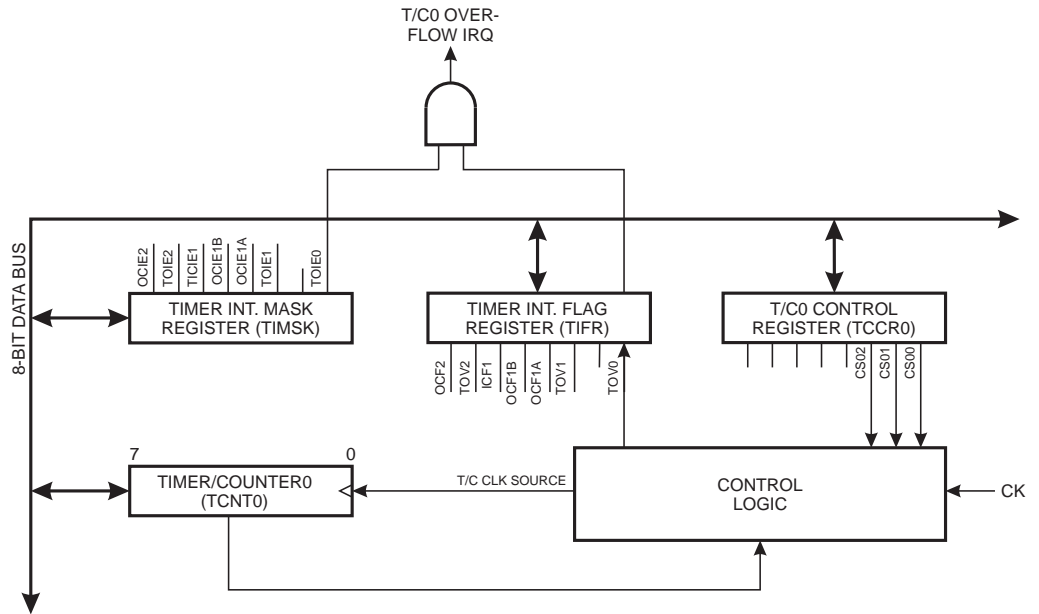 T/C0 OVER-
FLOW IRQ
8-BIT DATA BUS
OCIE2
TOIE2
TICIE1
OCIE1B
OCIE1A
TOIE1
TOIE0
TIMER INT. MASK
REGISTER (TIMSK)
TIMER INT. FLAG
REGISTER (TIFR)
T/C0 CONTROL
REGISTER (TCCR0)
OCF2
TOV2
ICF1
OCF1B
OCF1A
TOV1
TOV0
CS02
CS01
CS00
7
0
TIMER/COUNTER0
(TCNT0)
T/C CLK SOURCE
CONTROL
LOGIC
CK